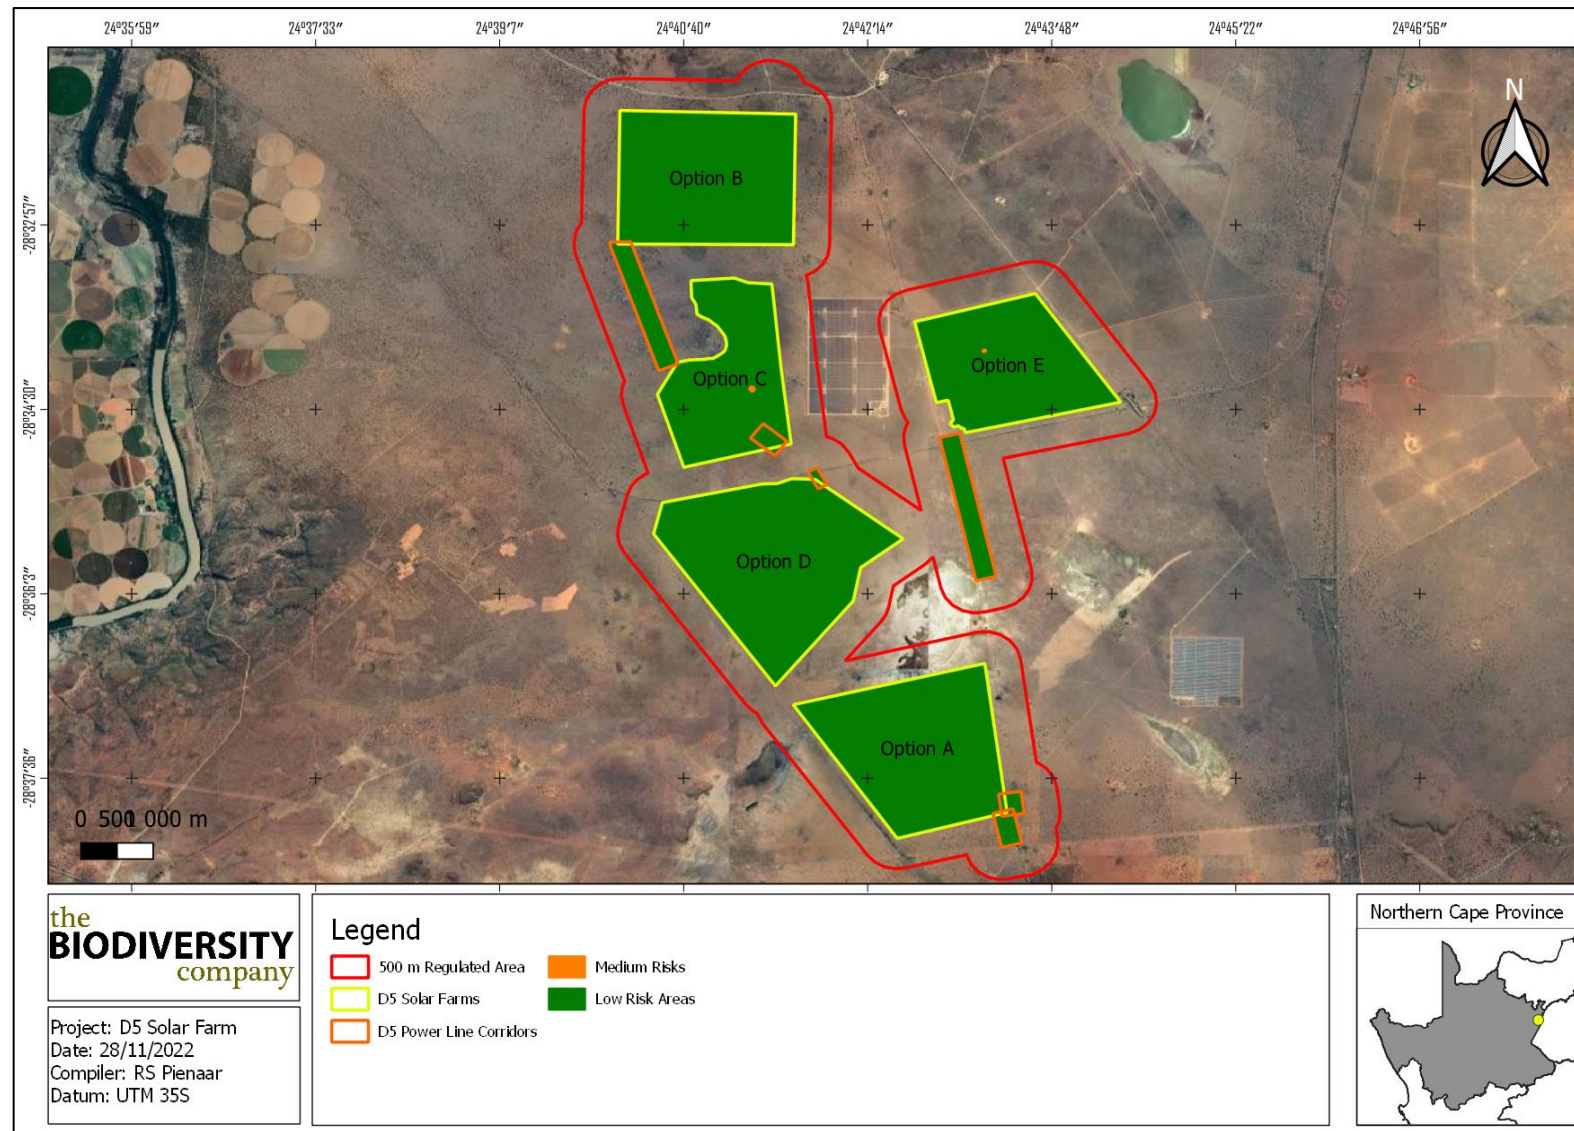 24°35′59″ 24°37′33″ 24°39′7″ 24°40′40″ 24°42′14″ 24°43′48″ 24°45′22″ 24°46′56″
N
Option B
-28°32′57″
Option E
Option C
-28°34′30″
Option D
-28°36′3″
Option A
-28°37′36″
0 500 1 000 m
the
BIODIVERSITY
company
Project: D5 Solar Farm
Date: 28/11/2022
Compiler: RS Pienaar
Datum: UTM 35S
Legend
500 m Regulated Area
D5 Solar Farms
D5 Power Line Corridors
Medium Risks
Low Risk Areas
Northern Cape Province